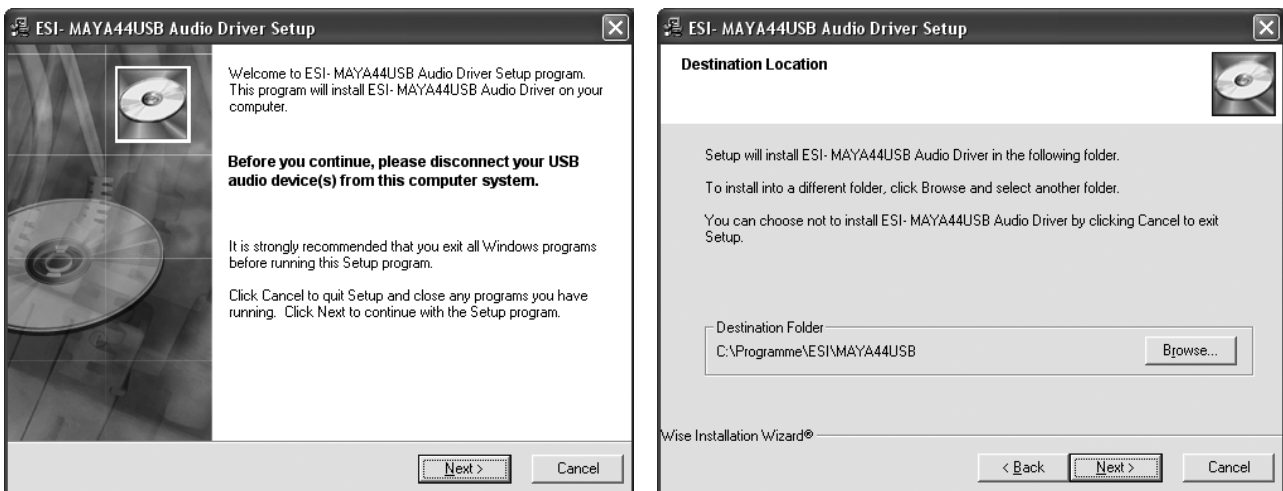 ESI- MAYA44USB Audio Driver Setup
Welcome to ESI- MAYA44USB Audio Driver Setup program.
This program will install ESI- MAYA44USB Audio Driver on your
computer.
Before you continue, please disconnect your USB
audio device(s) from this computer system.
It is strongly recommended that you exit all Windows programs
before running this Setup program.
Click Cancel to quit Setup and close any programs you have
running. Click Next to continue with the Setup program.
Next >
Cancel
ESI- MAYA44USB Audio Driver Setup
Destination Location
Setup will install ESI- MAYA44USB Audio Driver in the following folder.
To install into a different folder, click Browse and select another folder.
You can choose not to install ESI- MAYA44USB Audio Driver by clicking Cancel to exit
Setup.
Destination Folder
C:\Programme\ESI\MAYA44USB
Browse...
Wise Installation Wizard®
< Back
Next >
Cancel